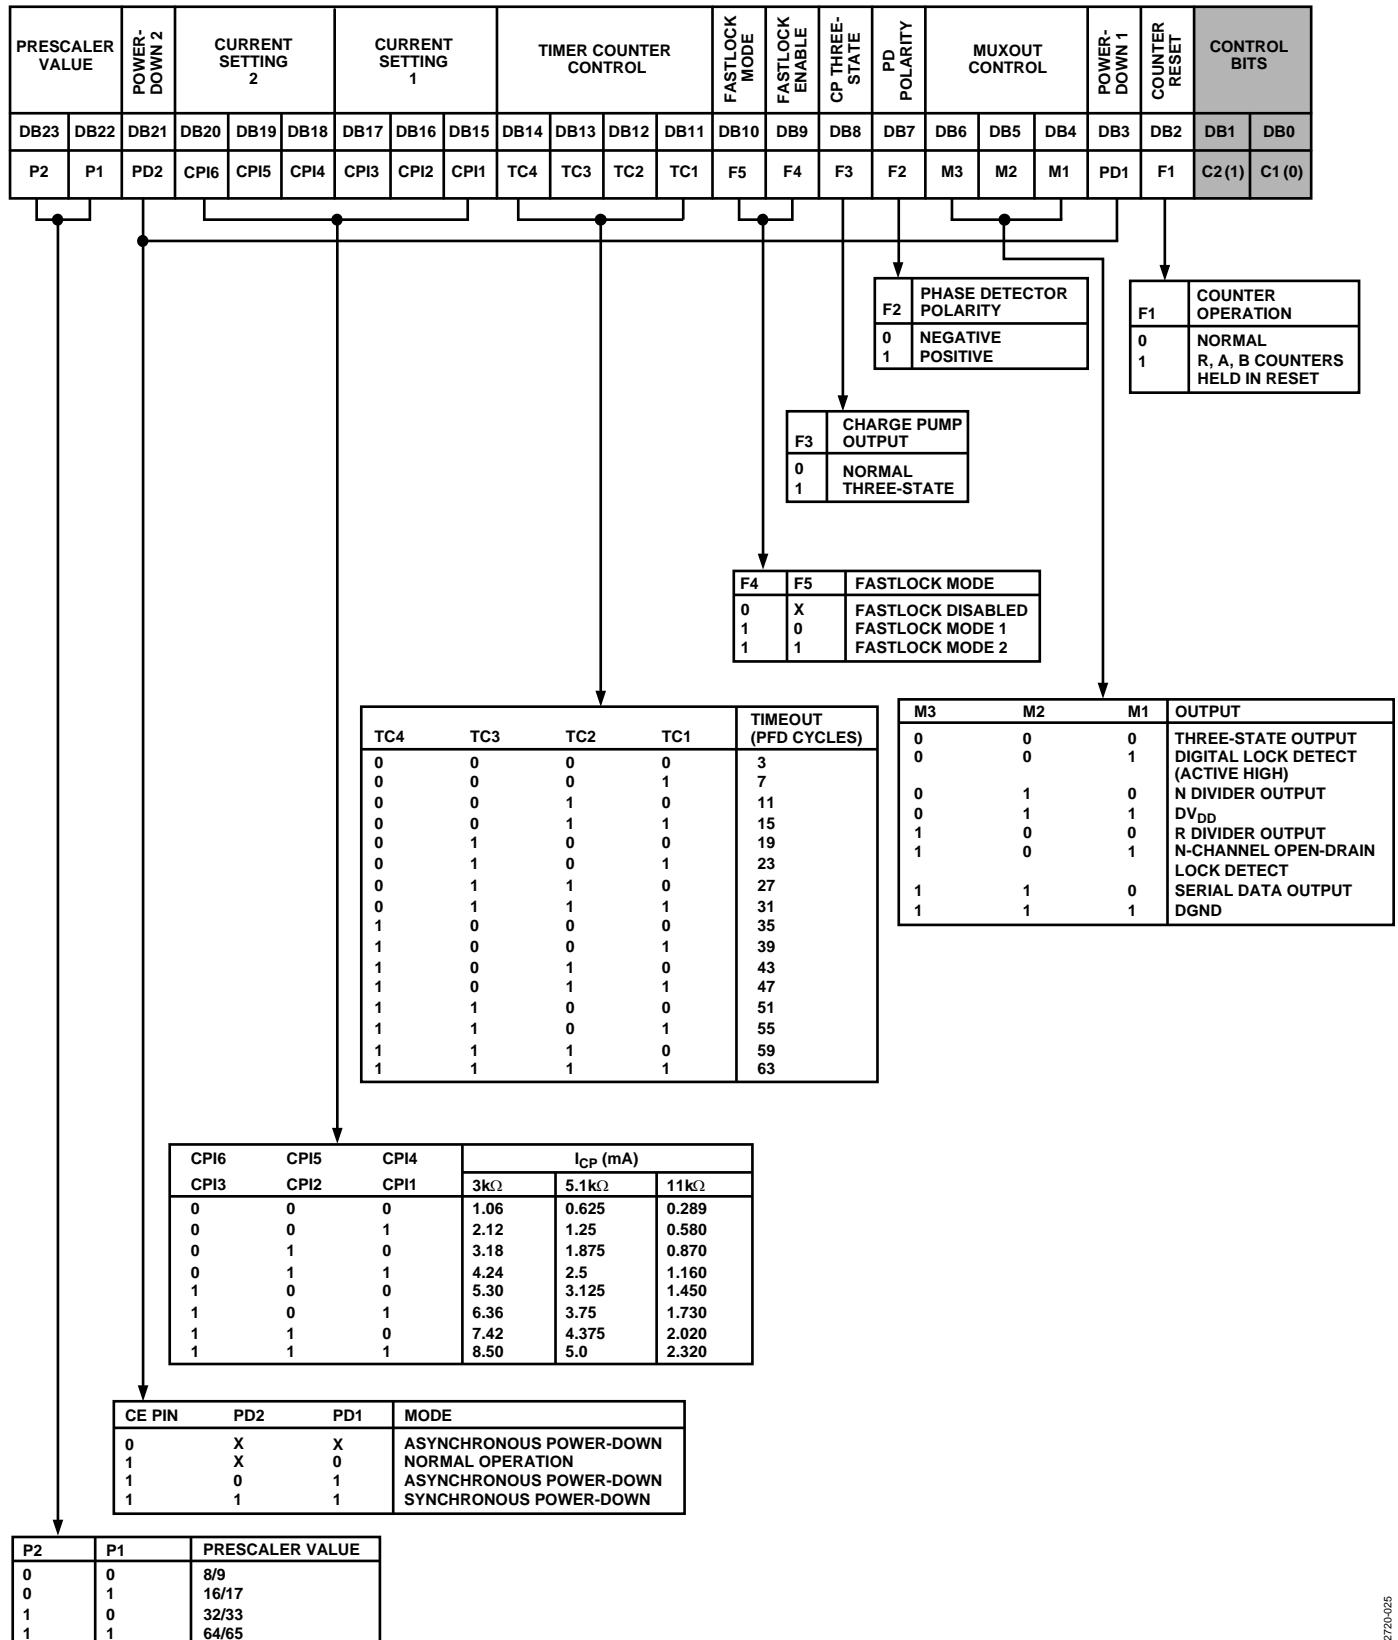 PRESCALER VALUE
POWER-DOWN 2
CURRENT SETTING 2
CURRENT SETTING 1
TIMER COUNTER CONTROL
FASTLOCK MODE
FASTLOCK ENABLE
CP THREE-STATE
PD POLARITY
MUXOUT CONTROL
POWER-DOWN 1
COUNTER RESET
CONTROL BITS
DB23 DB22 DB21 DB20 DB19 DB18 DB17 DB16 DB15 DB14 DB13 DB12 DB11 DB10 DB9 DB8 DB7 DB6 DB5 DB4 DB3 DB2 DB1 DB0
P2 P1 PD2 CPI6 CPI5 CPI4 CPI3 CPI2 CPI1 TC4 TC3 TC2 TC1 F5 F4 F3 F2 M3 M2 M1 PD1 F1 C2 (1) C1 (0)
F2 PHASE DETECTOR POLARITY
0 NEGATIVE
1 POSITIVE
F1 COUNTER OPERATION
0 NORMAL
1 R, A, B COUNTERS
HELD IN RESET
F3 CHARGE PUMP OUTPUT
0 NORMAL
1 THREE-STATE
F4 F5 FASTLOCK MODE
0 X FASTLOCK DISABLED
1 0 FASTLOCK MODE 1
1 1 FASTLOCK MODE 2
TC4 TC3 TC2 TC1 TIMEOUT (PFD CYCLES)
0 0 0 0 3
0 0 0 1 7
0 0 1 0 11
0 0 1 1 15
0 1 0 0 19
0 1 0 1 23
0 1 1 0 27
0 1 1 1 31
1 0 0 0 35
1 0 0 1 39
1 0 1 0 43
1 0 1 1 47
1 1 0 0 51
1 1 0 1 55
1 1 1 0 59
1 1 1 1 63
M3 M2 M1 OUTPUT
0 0 0 THREE-STATE OUTPUT
0 0 1 DIGITAL LOCK DETECT
(ACTIVE HIGH)
0 1 0 N DIVIDER OUTPUT
0 1 1 DVDD
1 0 0 R DIVIDER OUTPUT
1 0 1 N-CHANNEL OPEN-DRAIN
LOCK DETECT
1 1 0 SERIAL DATA OUTPUT
1 1 1 DGND
CPI6 CPI5 CPI4 ICP (mA)
CPI3 CPI2 CPI1 3kΩ 5.1kΩ 11kΩ
0 0 0 1.06 0.625 0.289
0 0 1 2.12 1.25 0.580
0 1 0 3.18 1.875 0.870
0 1 1 4.24 2.5 1.160
1 0 0 5.30 3.125 1.450
1 0 1 6.36 3.75 1.730
1 1 0 7.42 4.375 2.020
1 1 1 8.50 5.0 2.320
CE PIN PD2 PD1 MODE
0 X X ASYNCHRONOUS POWER-DOWN
1 X 0 NORMAL OPERATION
1 0 1 ASYNCHRONOUS POWER-DOWN
1 1 1 SYNCHRONOUS POWER-DOWN
P2 P1 PRESCALER VALUE
0 0 8/9
0 1 16/17
1 0 32/33
1 1 64/65
2720-025